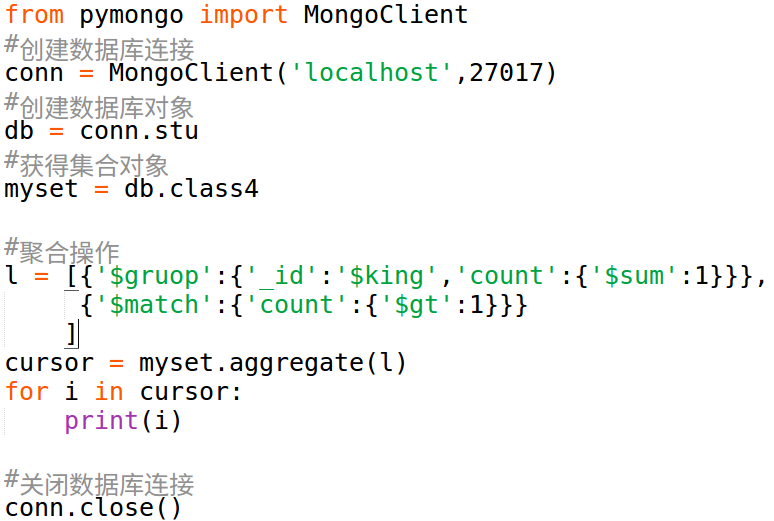 from pymongo import MongoClient
#创建数据库连接
conn = MongoClient('localhost',27017)
#创建数据库对象
db = conn.stu
#获得集合对象
myset = db.class4
#聚合操作
l = [{'$gruop':{'_id':'$king','count':{'$sum':1}}},
{'$match':{'count':{'$gt':1}}}
]
cursor = myset.aggregate(l)
for i in cursor:
print(i)
#关闭数据库连接
conn.close()